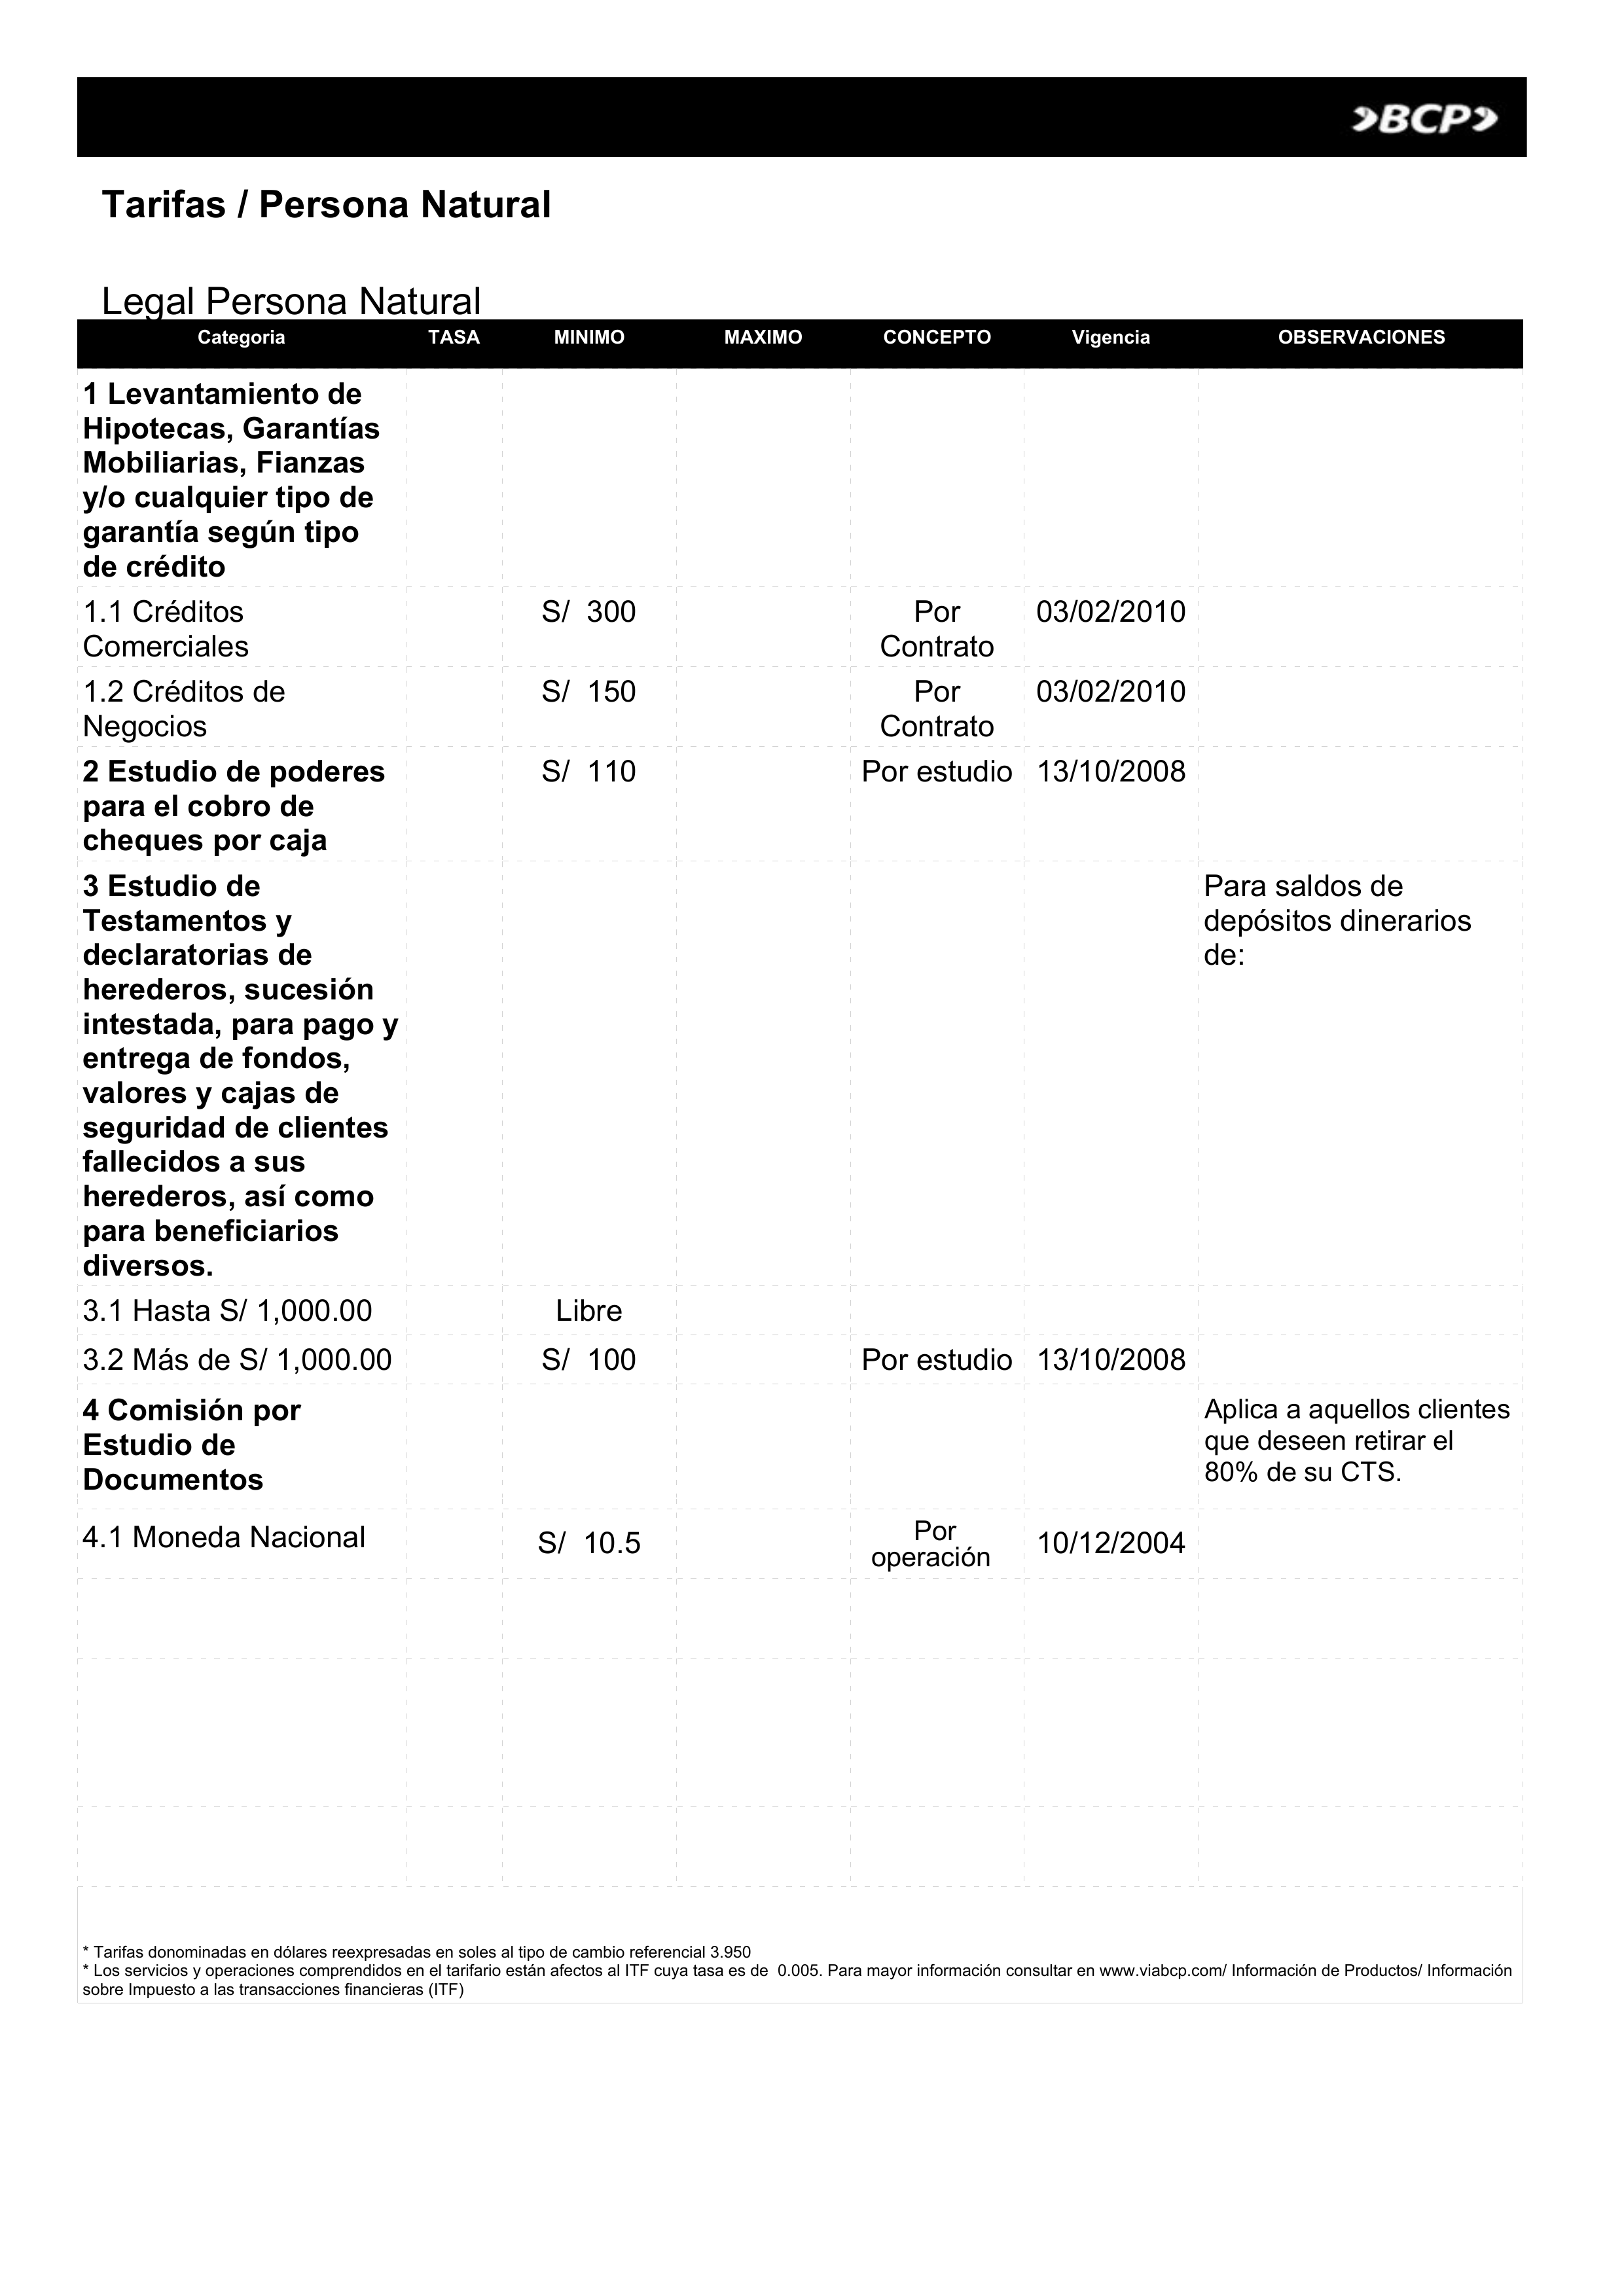 BCP
Tarifas / Persona Natural
Legal Persona Natural
Categoria TASA MINIMO MAXIMO CONCEPTO Vigencia OBSERVACIONES
1 Levantamiento de
Hipotecas, Garantías
Mobiliarias, Fianzas
y/o cualquier tipo de
garantía según tipo
de crédito
1.1 Créditos
Comerciales
S/ 300
Por
Contrato
03/02/2010
1.2 Créditos de
Negocios
S/ 150
Por
Contrato
03/02/2010
2 Estudio de poderes
para el cobro de
cheques por caja
S/ 110
Por estudio
13/10/2008
3 Estudio de
Testamentos y
declaratorias de
herederos, sucesión
intestada, para pago y
entrega de fondos,
valores y cajas de
seguridad de clientes
fallecidos a sus
herederos, así como
para beneficiarios
diversos.
Para saldos de
depósitos dinerarios
de:
3.1 Hasta S/ 1,000.00
Libre
3.2 Más de S/ 1,000.00
S/ 100
Por estudio
13/10/2008
4 Comisión por
Estudio de
Documentos
Aplica a aquellos clientes
que deseen retirar el
80% de su CTS.
4.1 Moneda Nacional
S/ 10.5
Por
operación
10/12/2004
* Tarifas donominadas en dólares reexpresadas en soles al tipo de cambio referencial 3.950
* Los servicios y operaciones comprendidos en el tarifario están afectos al ITF cuya tasa es de 0.005. Para mayor información consultar en www.viabcp.com/ Información de Productos/ Información
sobre Impuesto a las transacciones financieras (ITF)